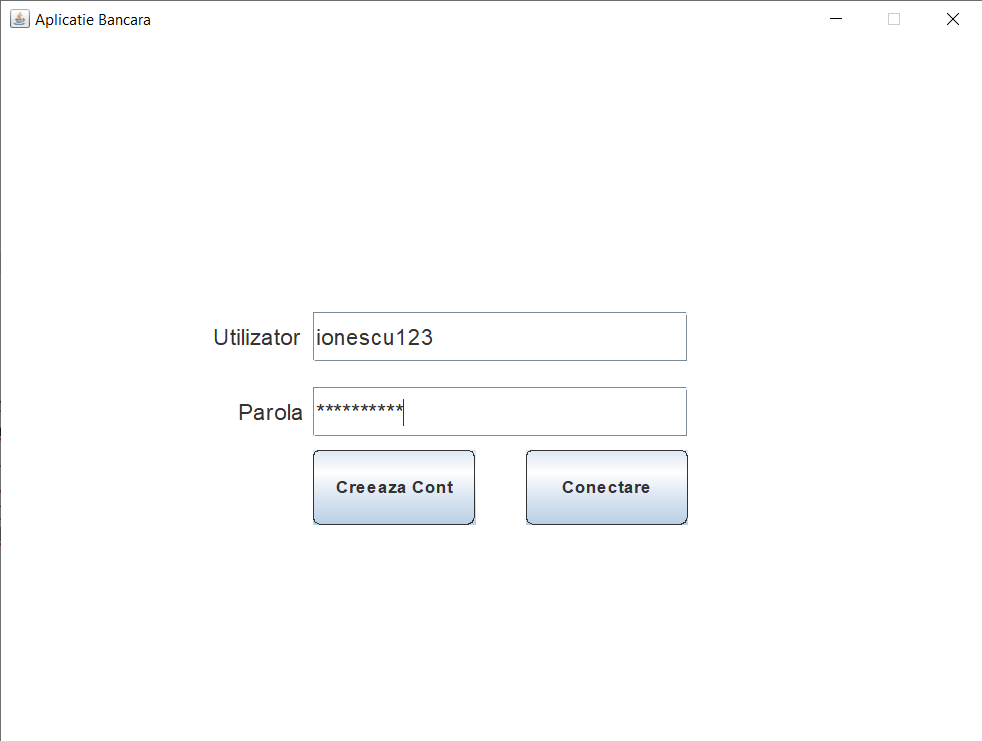 Aplicatie Bancara
Utilizator ionescu123
Parola **********
Creeaza Cont Conectare